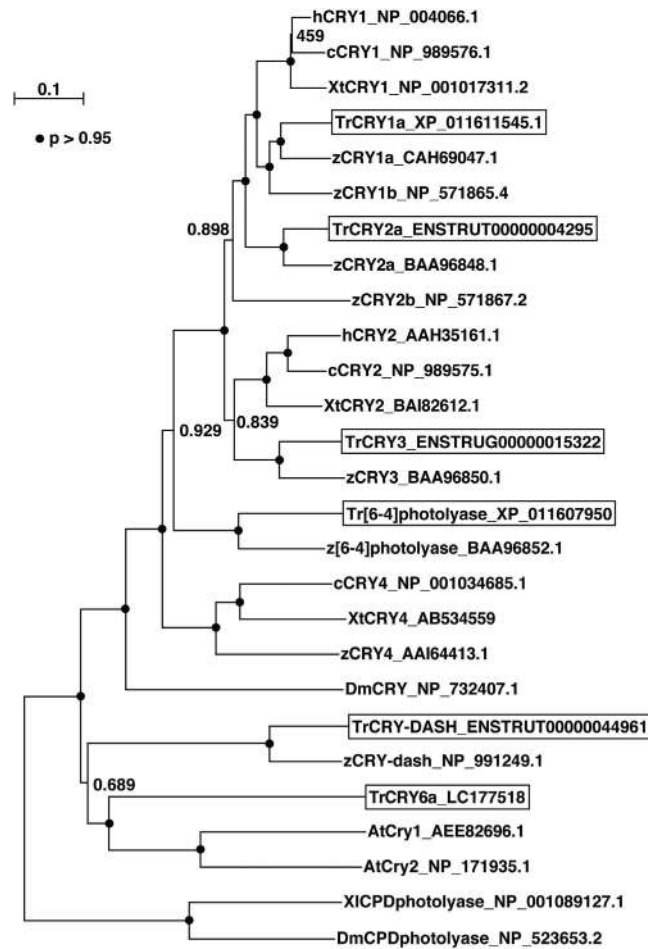 hCRY1_NP_004066.1
459
cCRY1_NP_989576.1
XtCRY1_NP_001017311.2
0.1
TrCRY1a_XP_011611545.1
● p > 0.95
zCRY1a_CAH69047.1
zCRY1b_NP_571865.4
0.898
TrCRY2a_ENSTRUT00000004295
zCRY2a_BAA96848.1
zCRY2b_NP_571867.2
hCRY2_AAH35161.1
cCRY2_NP_989575.1
XtCRY2_BAI82612.1
0.929
0.839
TrCRY3_ENSTRUG00000015322
zCRY3_BAA96850.1
Tr[6-4]photolyase_XP_011607950
z[6-4]photolyase_BAA96852.1
cCRY4_NP_001034685.1
XtCRY4_AB534559
zCRY4_AAI64413.1
DmCRY_NP_732407.1
TrCRY-DASH_ENSTRUT00000044961
zCRY-dash_NP_991249.1
0.689
TrCRY6a_LC177518
AtCry1_AEE82696.1
AtCry2_NP_171935.1
XlCPDphotolyase_NP_001089127.1
DmCPDphotolyase_NP_523653.2